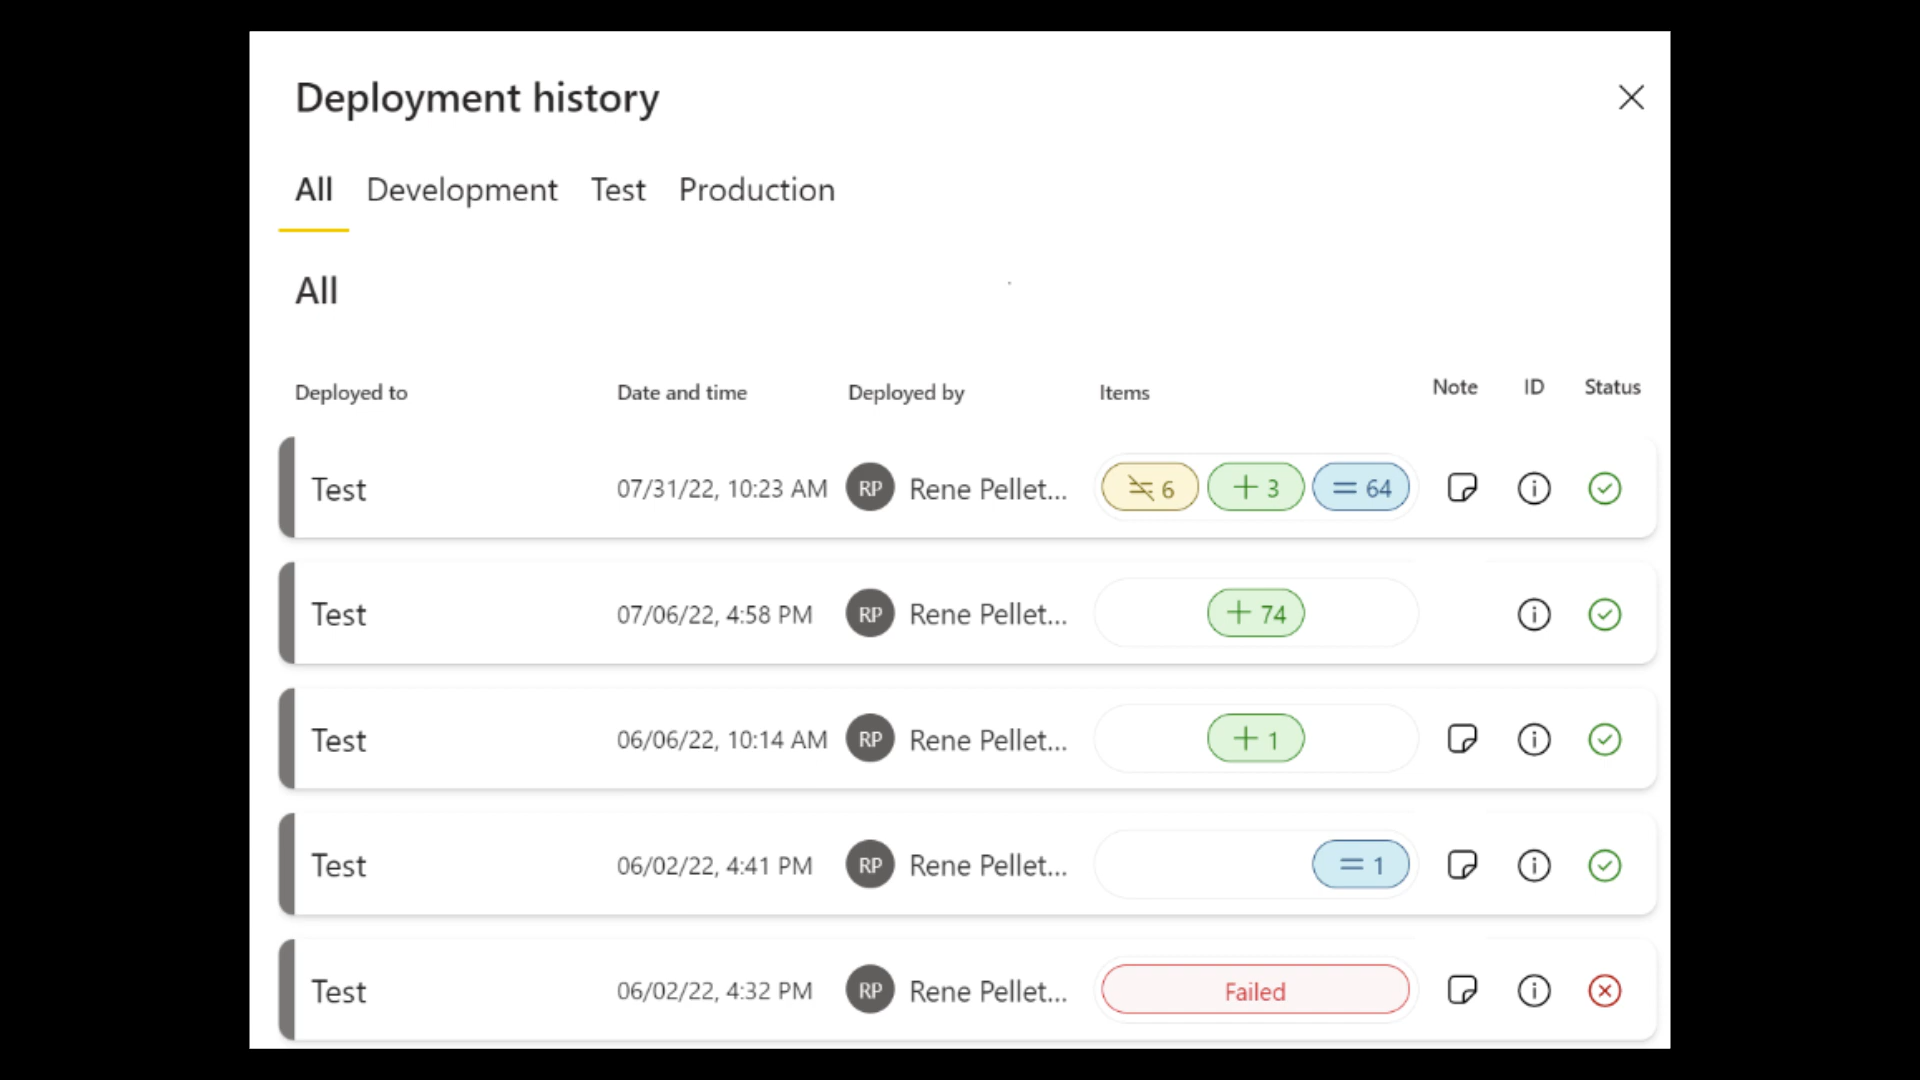 Deployment history
All Development Test Production
All
Deployed to Date and time Deployed by Items Note ID Status
Test 07/31/22, 10:23 AM RP Rene Pellet... 6 + 3 = 64
Test 07/06/22, 4:58 PM RP Rene Pellet... + 74
Test 06/06/22, 10:14 AM RP Rene Pellet... + 1
Test 06/02/22, 4:41 PM RP Rene Pellet... = 1
Test 06/02/22, 4:32 PM RP Rene Pellet... Failed